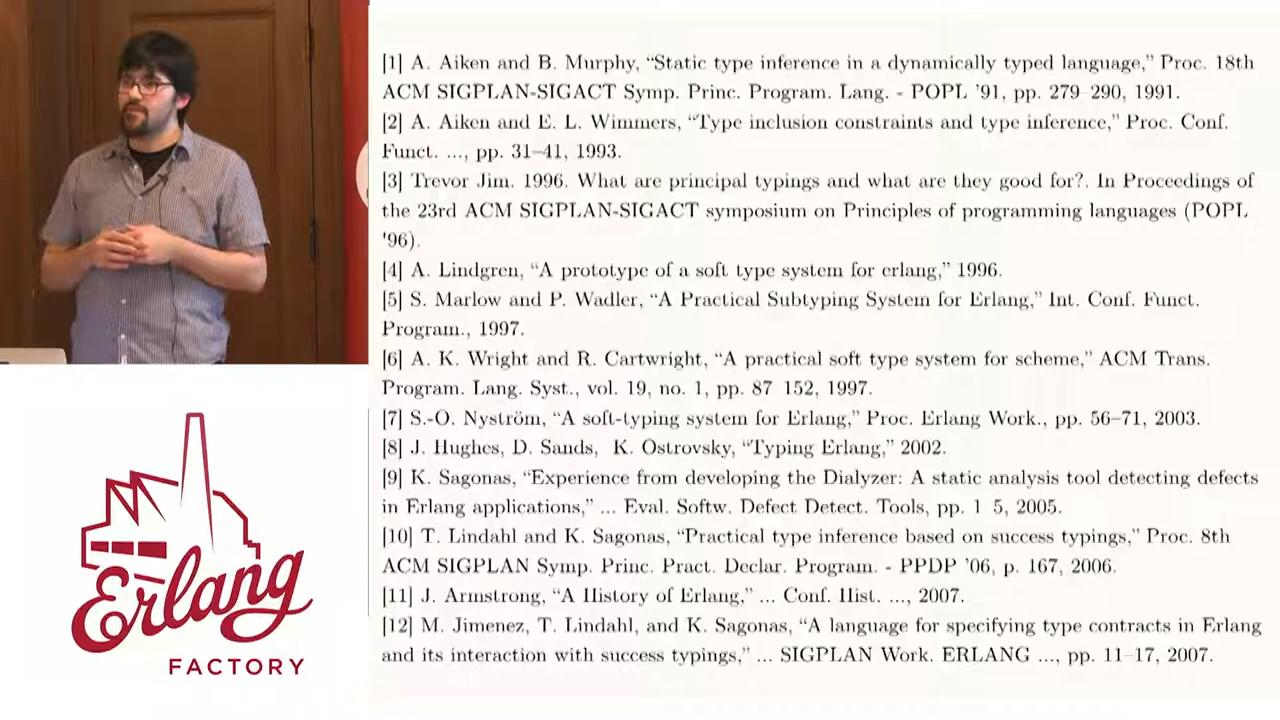 [1] A. Aiken and B. Murphy, “Static type inference in a dynamically typed language,” Proc. 18th
ACM SIGPLAN-SIGACT Symp. Princ. Program. Lang. - POPL ’91, pp. 279–290, 1991.
[2] A. Aiken and E. L. Wimmers, “Type inclusion constraints and type inference,” Proc. Conf.
Funct. ..., pp. 31–41, 1993.
[3] Trevor Jim. 1996. What are principal typings and what are they good for?. In Proceedings of
the 23rd ACM SIGPLAN-SIGACT symposium on Principles of programming languages (POPL
'96).
[4] A. Lindgren, “A prototype of a soft type system for erlang,” 1996.
[5] S. Marlow and P. Wadler, “A Practical Subtyping System for Erlang,” Int. Conf. Funct.
Program., 1997.
[6] A. K. Wright and R. Cartwright, “A practical soft type system for scheme,” ACM Trans.
Program. Lang. Syst., vol. 19, no. 1, pp. 87–152, 1997.
[7] S.-O. Nyström, “A soft-typing system for Erlang,” Proc. Erlang Work., pp. 56–71, 2003.
[8] J. Hughes, D. Sands, K. Ostrovsky, “Typing Erlang,” 2002.
[9] K. Sagonas, “Experience from developing the Dialyzer: A static analysis tool detecting defects
in Erlang applications,” ... Eval. Softw. Defect Detect. Tools, pp. 1–5, 2005.
[10] T. Lindahl and K. Sagonas, “Practical type inference based on success typings,” Proc. 8th
ACM SIGPLAN Symp. Princ. Pract. Declar. Program. - PPDP ’06, p. 167, 2006.
[11] J. Armstrong, “A History of Erlang,” ... Conf. Hist. ..., 2007.
[12] M. Jimenez, T. Lindahl, and K. Sagonas, “A language for specifying type contracts in Erlang
and its interaction with success typings,” ... SIGPLAN Work. ERLANG ..., pp. 11–17, 2007.
Erlang
FACTORY